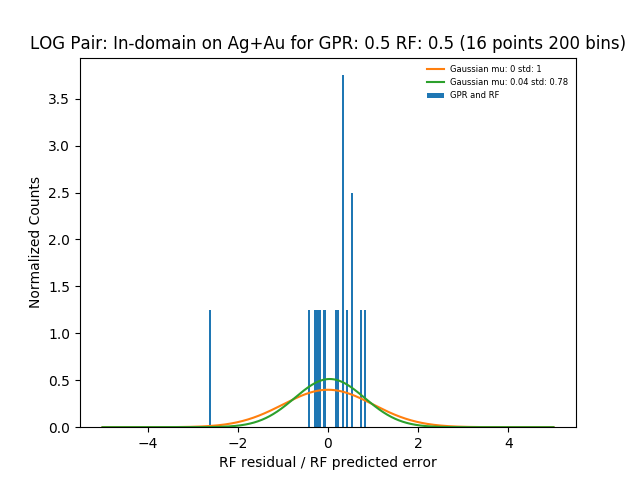 LOG Pair: In-domain on Ag+Au for GPR: 0.5 RF: 0.5 (16 points 200 bins)
Gaussian mu: 0 std: 1
Gaussian mu: 0.04 std: 0.78
GPR and RF
Normalized Counts
3.5
3.0
2.5
2.0
1.5
1.0
0.5
0.0
−4 −2 0 2 4
RF residual / RF predicted error